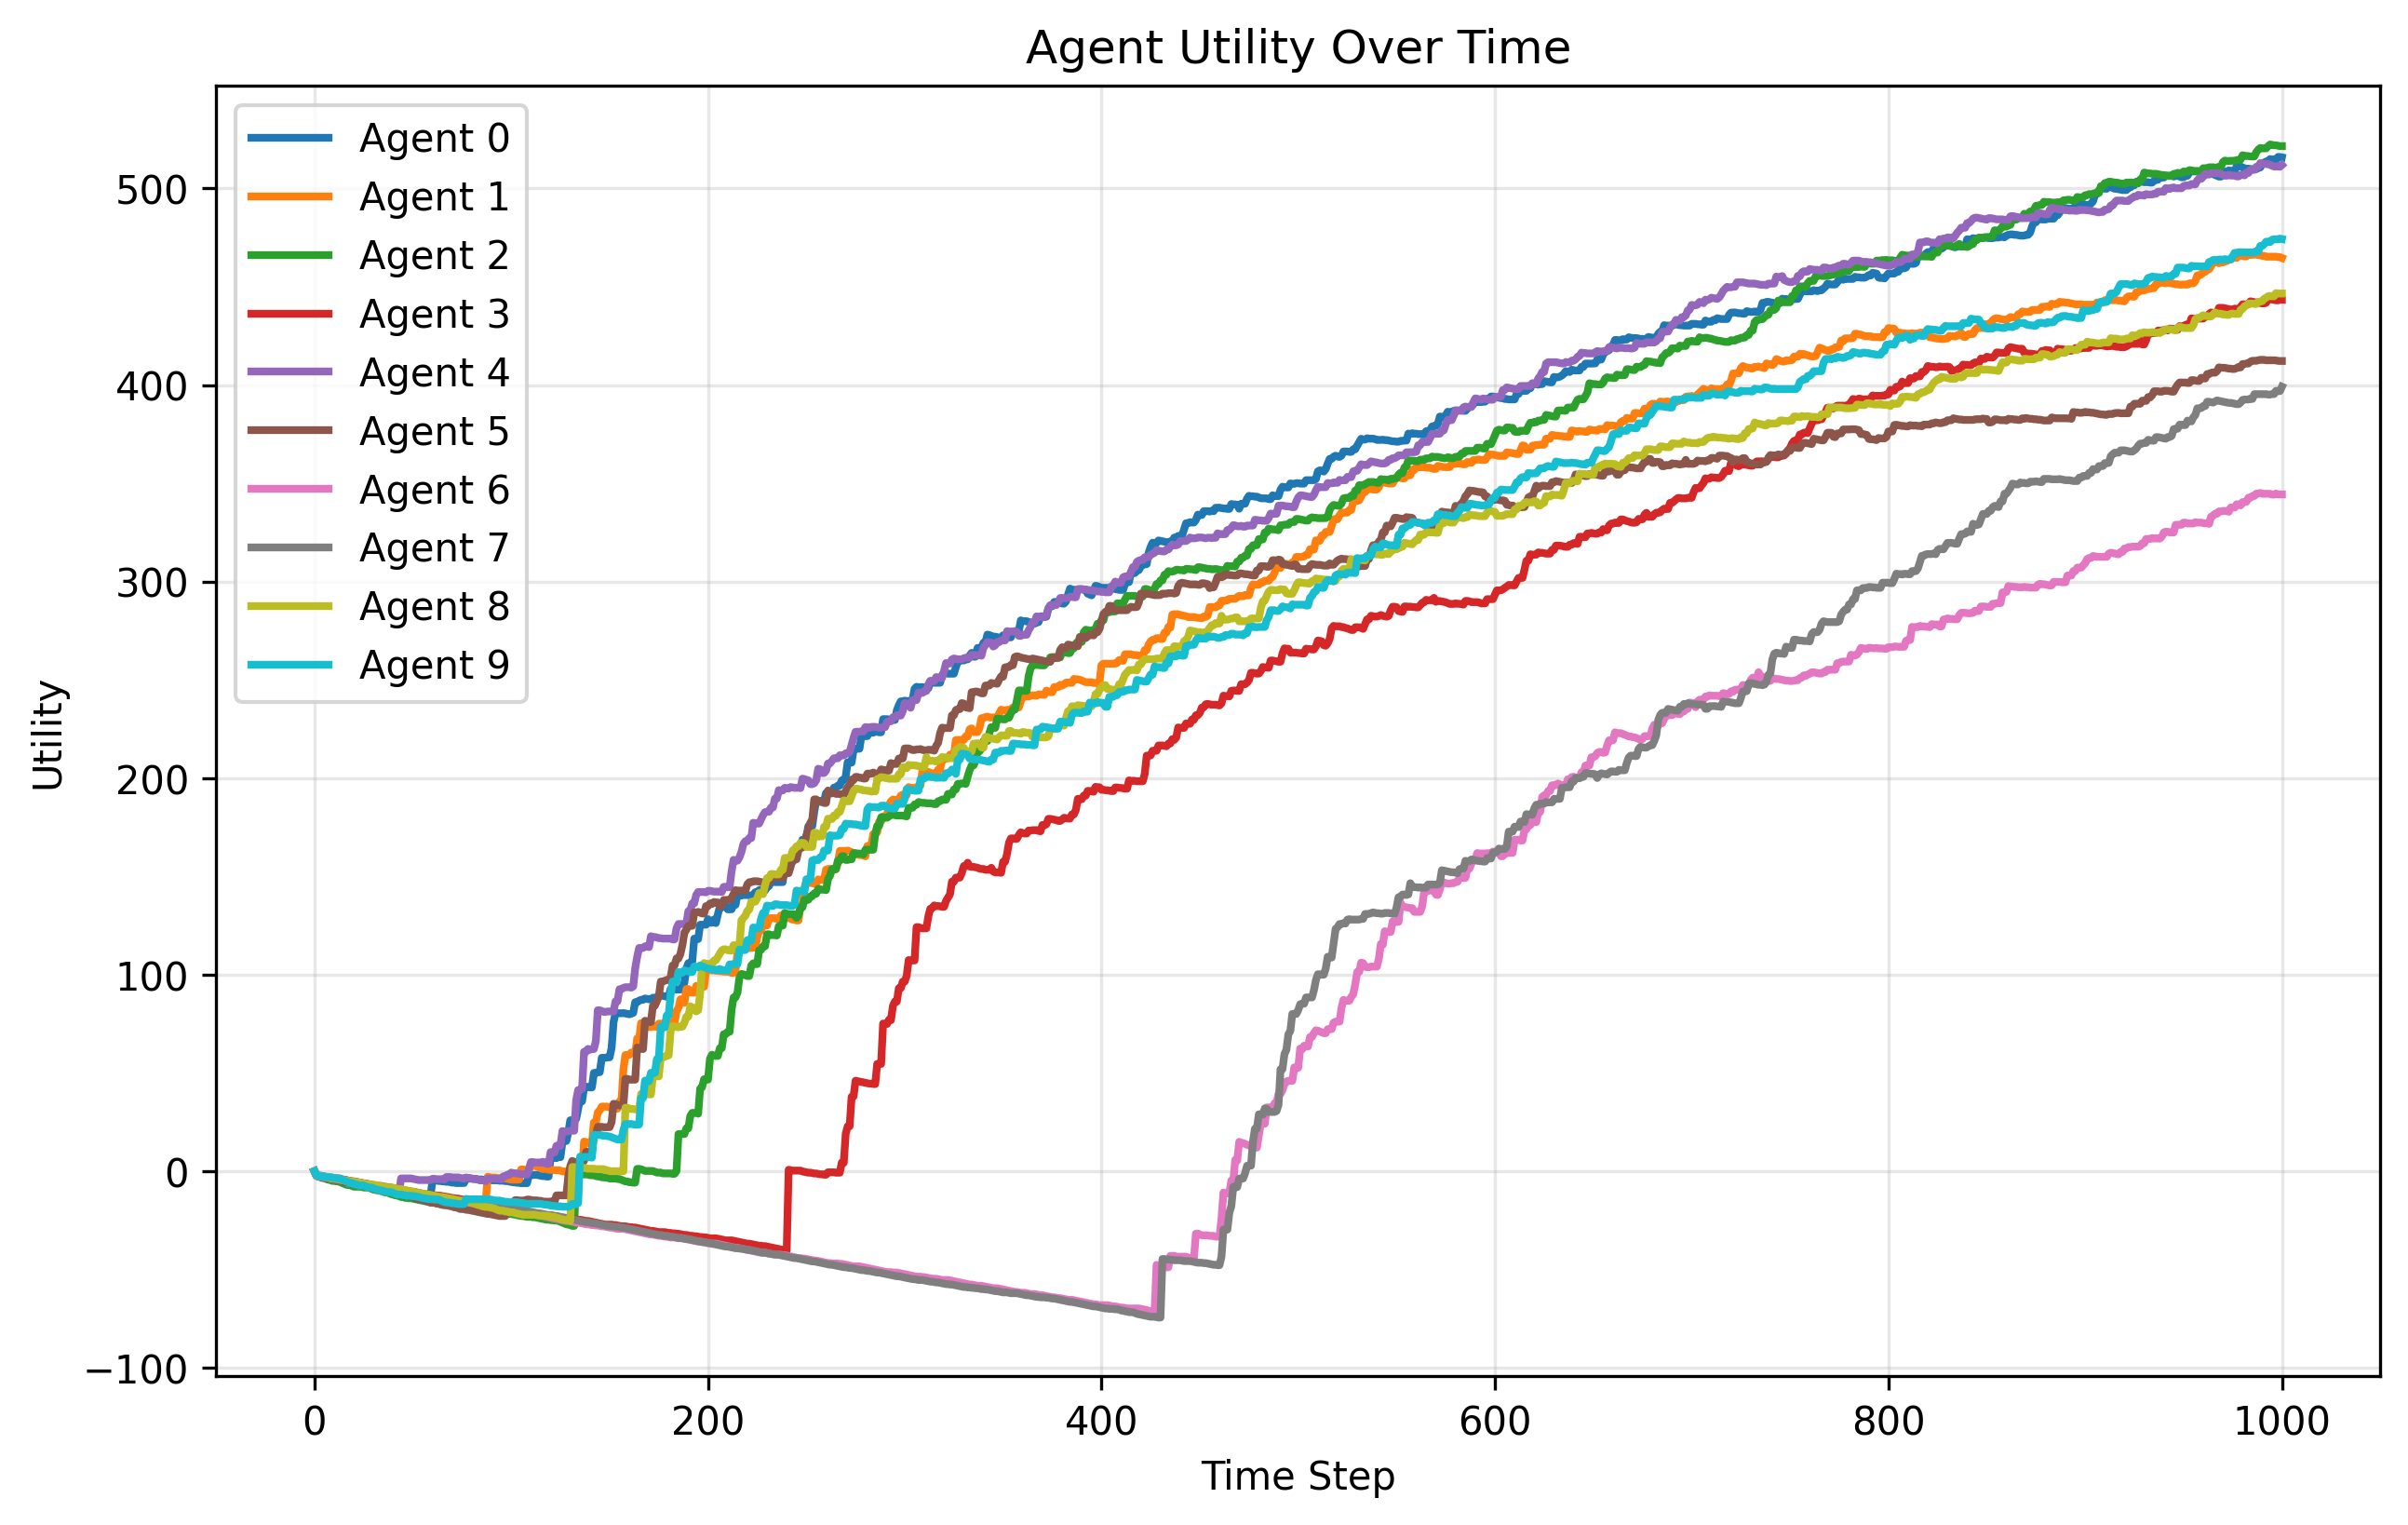 Agent Utility Over Time
Agent 0
Agent 1
Agent 2
Agent 3
Agent 4
Agent 5
Agent 6
Agent 7
Agent 8
Agent 9
Utility
500
400
300
200
100
0
−100
0 200 400 600 800 1000
Time Step